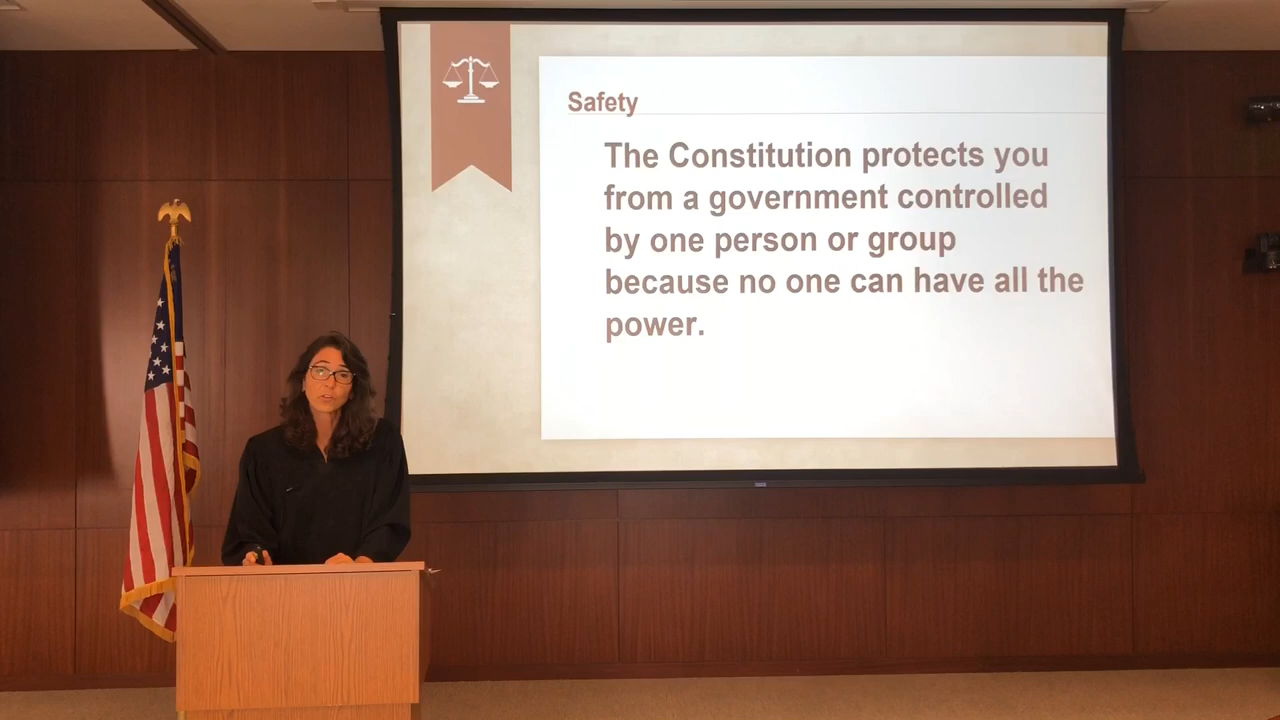 Safety
The Constitution protects you
from a government controlled
by one person or group
because no one can have all the
power.